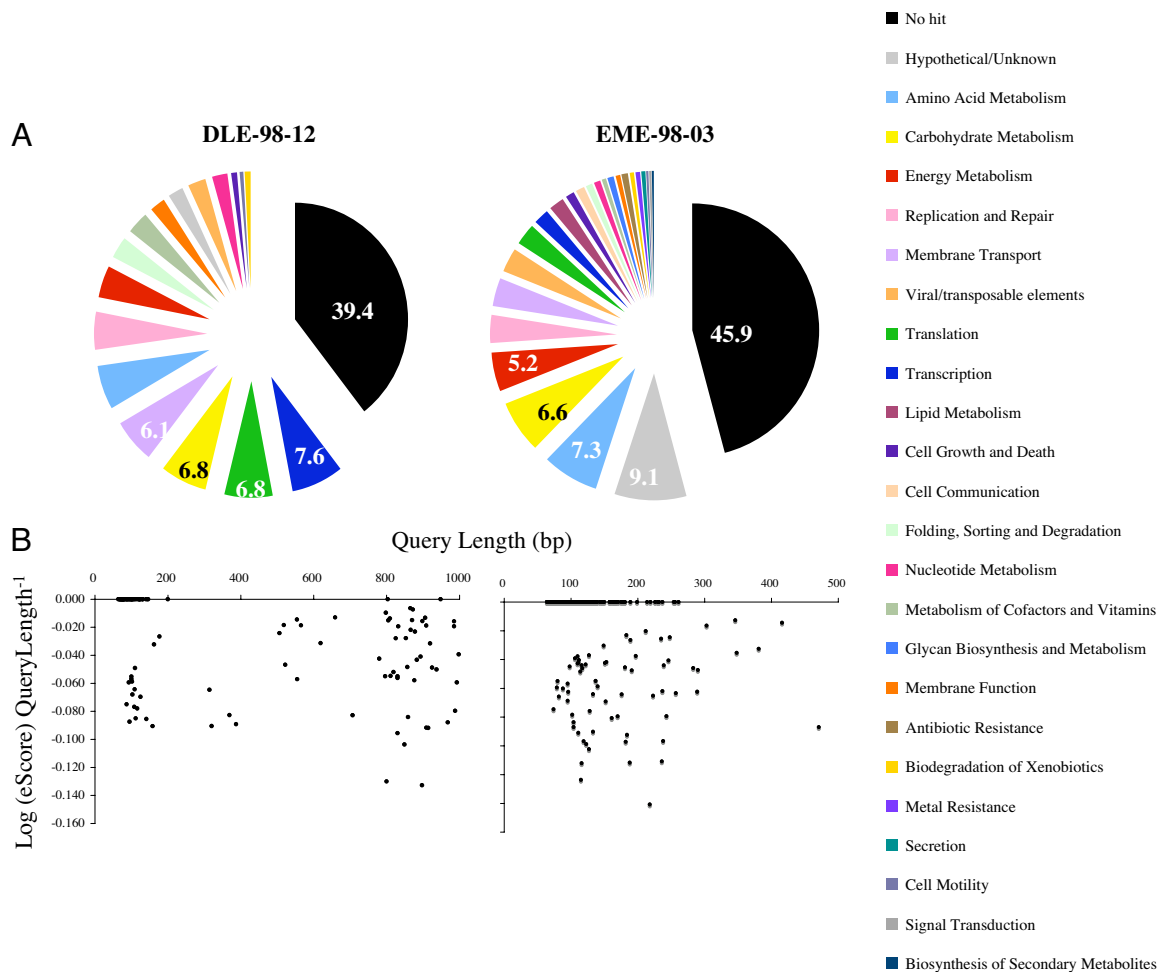 A
DLE-98-12
EME-98-03
39.4
7.6
6.8
6.8
6.1
45.9
9.1
7.3
6.6
5.2
No hit
Hypothetical/Unknown
Amino Acid Metabolism
Carbohydrate Metabolism
Energy Metabolism
Replication and Repair
Membrane Transport
Viral/transposable elements
Translation
Transcription
Lipid Metabolism
Cell Growth and Death
Cell Communication
Folding, Sorting and Degradation
Nucleotide Metabolism
Metabolism of Cofactors and Vitamins
Glycan Biosynthesis and Metabolism
Membrane Function
Antibiotic Resistance
Biodegradation of Xenobiotics
Metal Resistance
Secretion
Cell Motility
Signal Transduction
Biosynthesis of Secondary Metabolites
B
Query Length (bp)
0 200 400 600 800 1000
0 100 200 300 400 500
Log (eScore) QueryLength-1
0.000
-0.020
-0.040
-0.060
-0.080
-0.100
-0.120
-0.140
-0.160